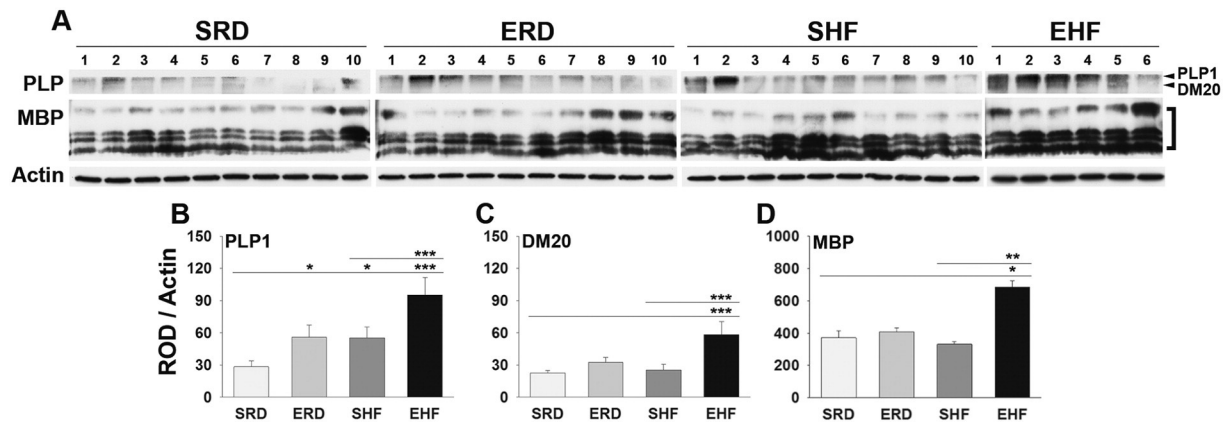 A
SRD ERD SHF EHF
1 2 3 4 5 6 7 8 9 10 1 2 3 4 5 6 7 8 9 10 1 2 3 4 5 6 7 8 9 10 1 2 3 4 5 6
PLP PLP1
DM20
MBP
Actin
B
PLP1
ROD / Actin
150
120
90
60
30
0
* * ***
***
SRD ERD SHF EHF
C
DM20
150
120
90
60
30
0
***
***
SRD ERD SHF EHF
D
MBP
1000
800
600
400
200
0
**
*
SRD ERD SHF EHF